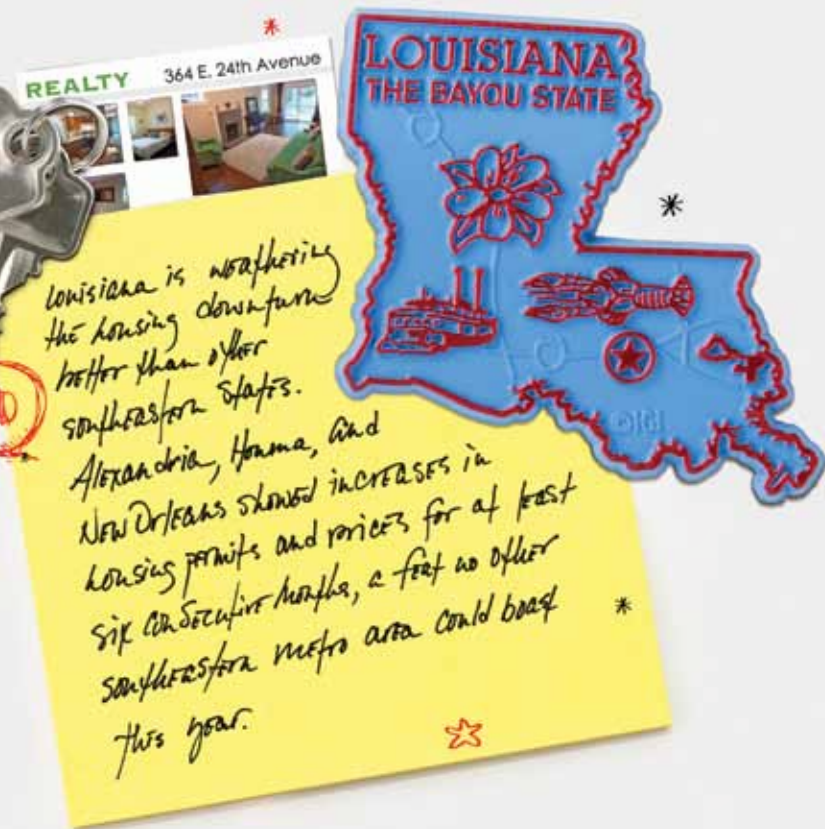 REALTY 364 E. 24th Avenue
LOUISIANA
THE BAYOU STATE
Louisiana is weathering
the housing downturn
better than other
southeastern states.
Alexandria, Houma, and
New Orleans showed increases in
housing permits and prices for at least
six consecutive months, a feat no other
southeastern metro area could boast
this year.